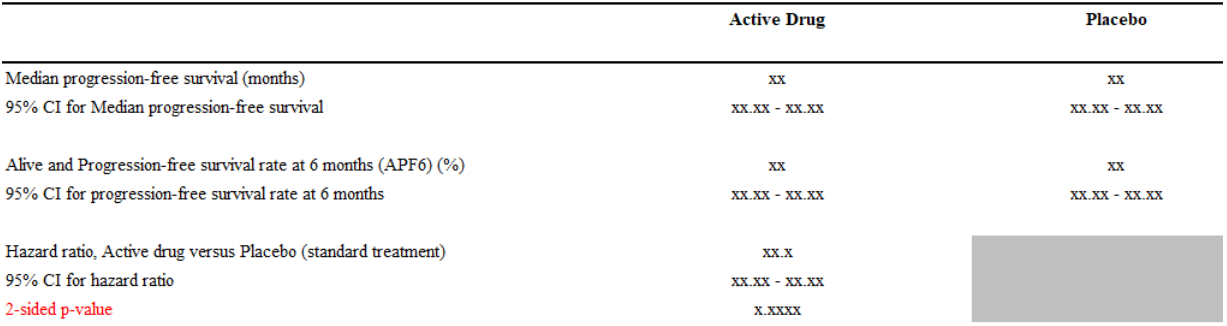 Active Drug Placebo
Median progression-free survival (months) xx xx
95% CI for Median progression-free survival xx.xx - xx.xx xx.xx - xx.xx
Alive and Progression-free survival rate at 6 months (APF6) (%) xx xx
95% CI for progression-free survival rate at 6 months xx.xx - xx.xx xx.xx - xx.xx
Hazard ratio, Active drug versus Placebo (standard treatment) xx.x
95% CI for hazard ratio xx.xx - xx.xx
2-sided p-value x.xxxx